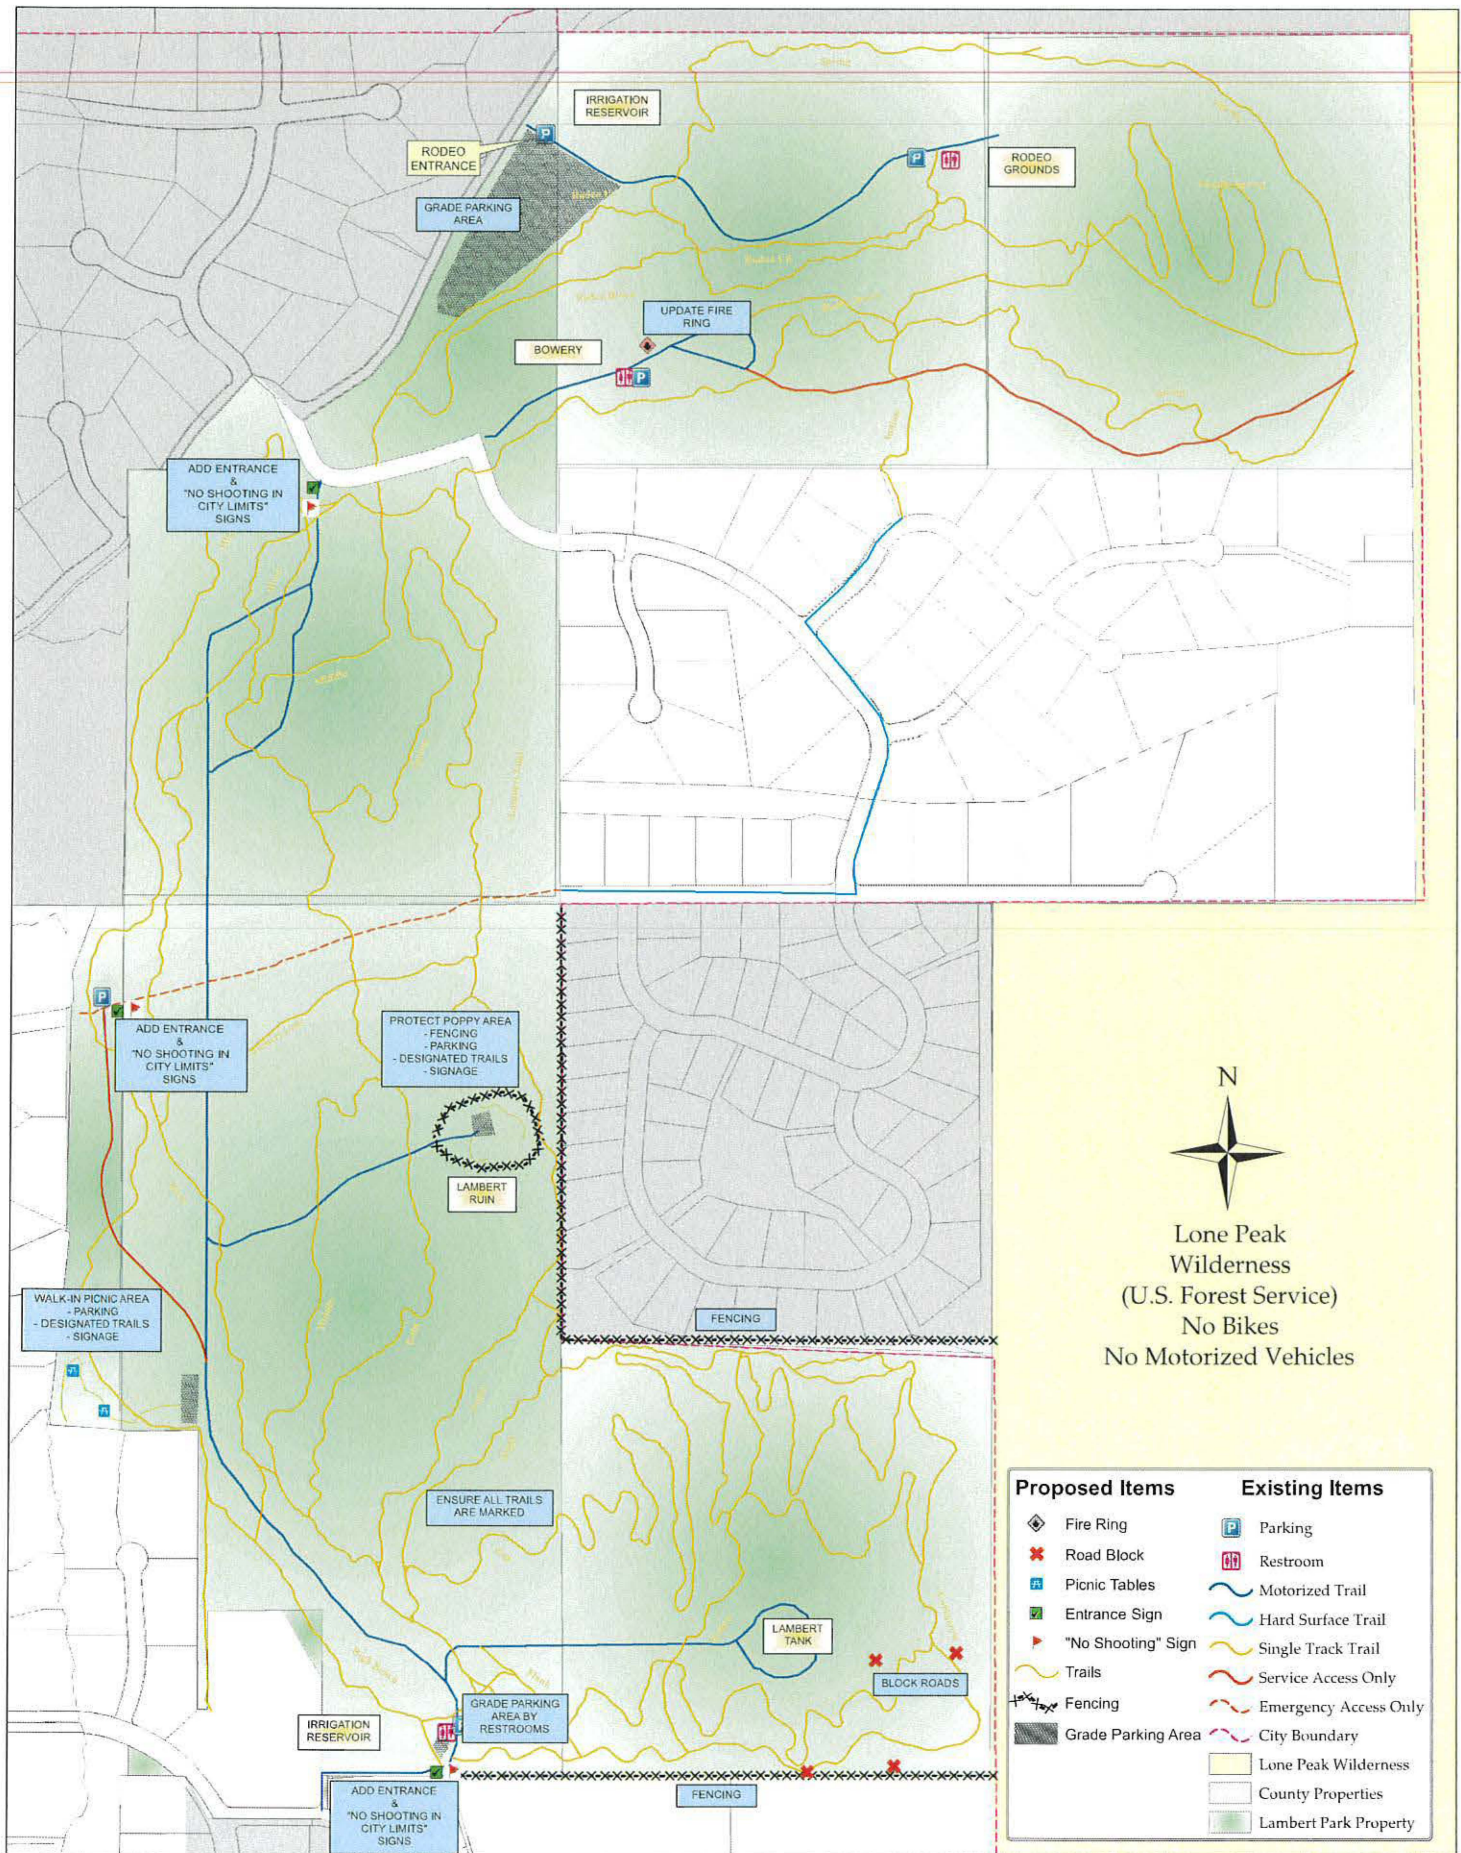 IRRIGATION
RESERVOIR
RODEO
ENTRANCE
RODEO
GROUNDS
GRADE PARKING
AREA
UPDATE FIRE
RING
BOWERY
ADD ENTRANCE
&
"NO SHOOTING IN
CITY LIMITS"
SIGNS
PROTECT POPPY AREA
- FENCING
- PARKING
- DESIGNATED TRAILS
- SIGNAGE
ADD ENTRANCE
&
"NO SHOOTING IN
CITY LIMITS"
SIGNS
LAMBERT
RUIN
N
Lone Peak
Wilderness
(U.S. Forest Service)
No Bikes
No Motorized Vehicles
WALK-IN PICNIC AREA
- PARKING
- DESIGNATED TRAILS
- SIGNAGE
FENCING
ENSURE ALL TRAILS
ARE MARKED
LAMBERT
TANK
BLOCK ROADS
GRADE PARKING
AREA BY
RESTROOMS
IRRIGATION
RESERVOIR
ADD ENTRANCE
&
"NO SHOOTING IN
CITY LIMITS"
SIGNS
FENCING
Proposed Items
Fire Ring
Road Block
Picnic Tables
Entrance Sign
"No Shooting" Sign
Trails
Fencing
Grade Parking Area
Existing Items
P Parking
Restroom
Motorized Trail
Hard Surface Trail
Single Track Trail
Service Access Only
Emergency Access Only
City Boundary
Lone Peak Wilderness
County Properties
Lambert Park Property